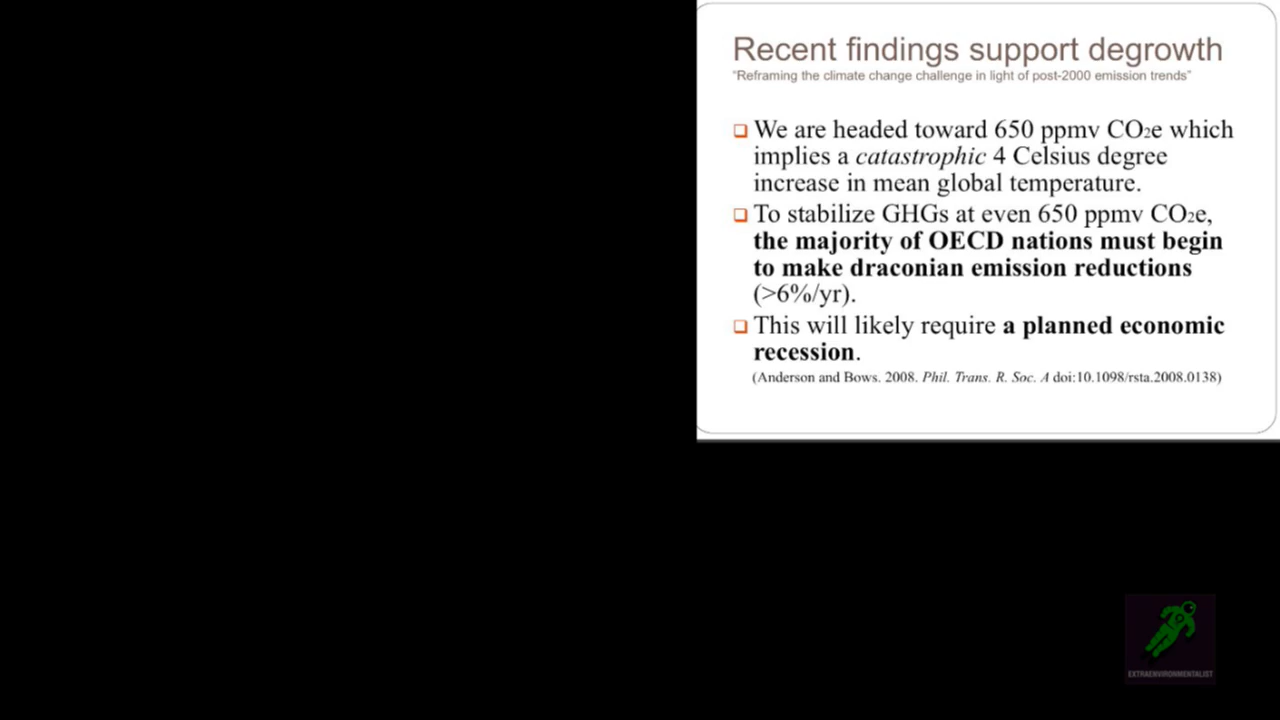 Recent findings support degrowth
"Reframing the climate change challenge in light of post-2000 emission trends"
We are headed toward 650 ppmv CO2e which
implies a catastrophic 4 Celsius degree
increase in mean global temperature.
To stabilize GHGs at even 650 ppmv CO2e,
the majority of OECD nations must begin
to make draconian emission reductions
(>6%/yr).
This will likely require a planned economic
recession.
(Anderson and Bows. 2008. Phil. Trans. R. Soc. A doi:10.1098/rsta.2008.0138)
EXTRAENVIRONMENTALIST